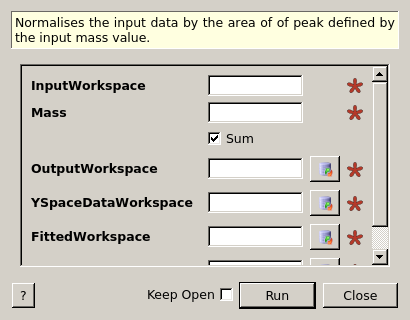 Normalises the input data by the area of of peak defined by
the input mass value.
InputWorkspace
Mass
Sum
OutputWorkspace
YSpaceDataWorkspace
FittedWorkspace
? Keep Open Run Close